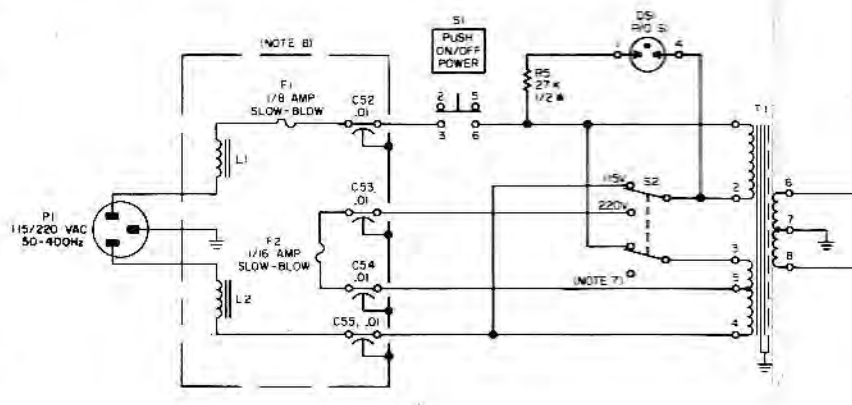 (NOTE 8)
S1
PUSH
ON/OFF
POWER
DS1
P/O S1
1
4
R5
27 K
1/2 W
F1
1/8 AMP
SLOW-BLOW
C52
.01
2
5
3
6
T1
L1
115V
S2
2
6
C53,
.01
220V
7
P1
115/220 VAC
50-400Hz
F2
1/16 AMP
SLOW-BLOW
C54
.01
(NOTE 7)
3
8
5
L2
C55, .01
4